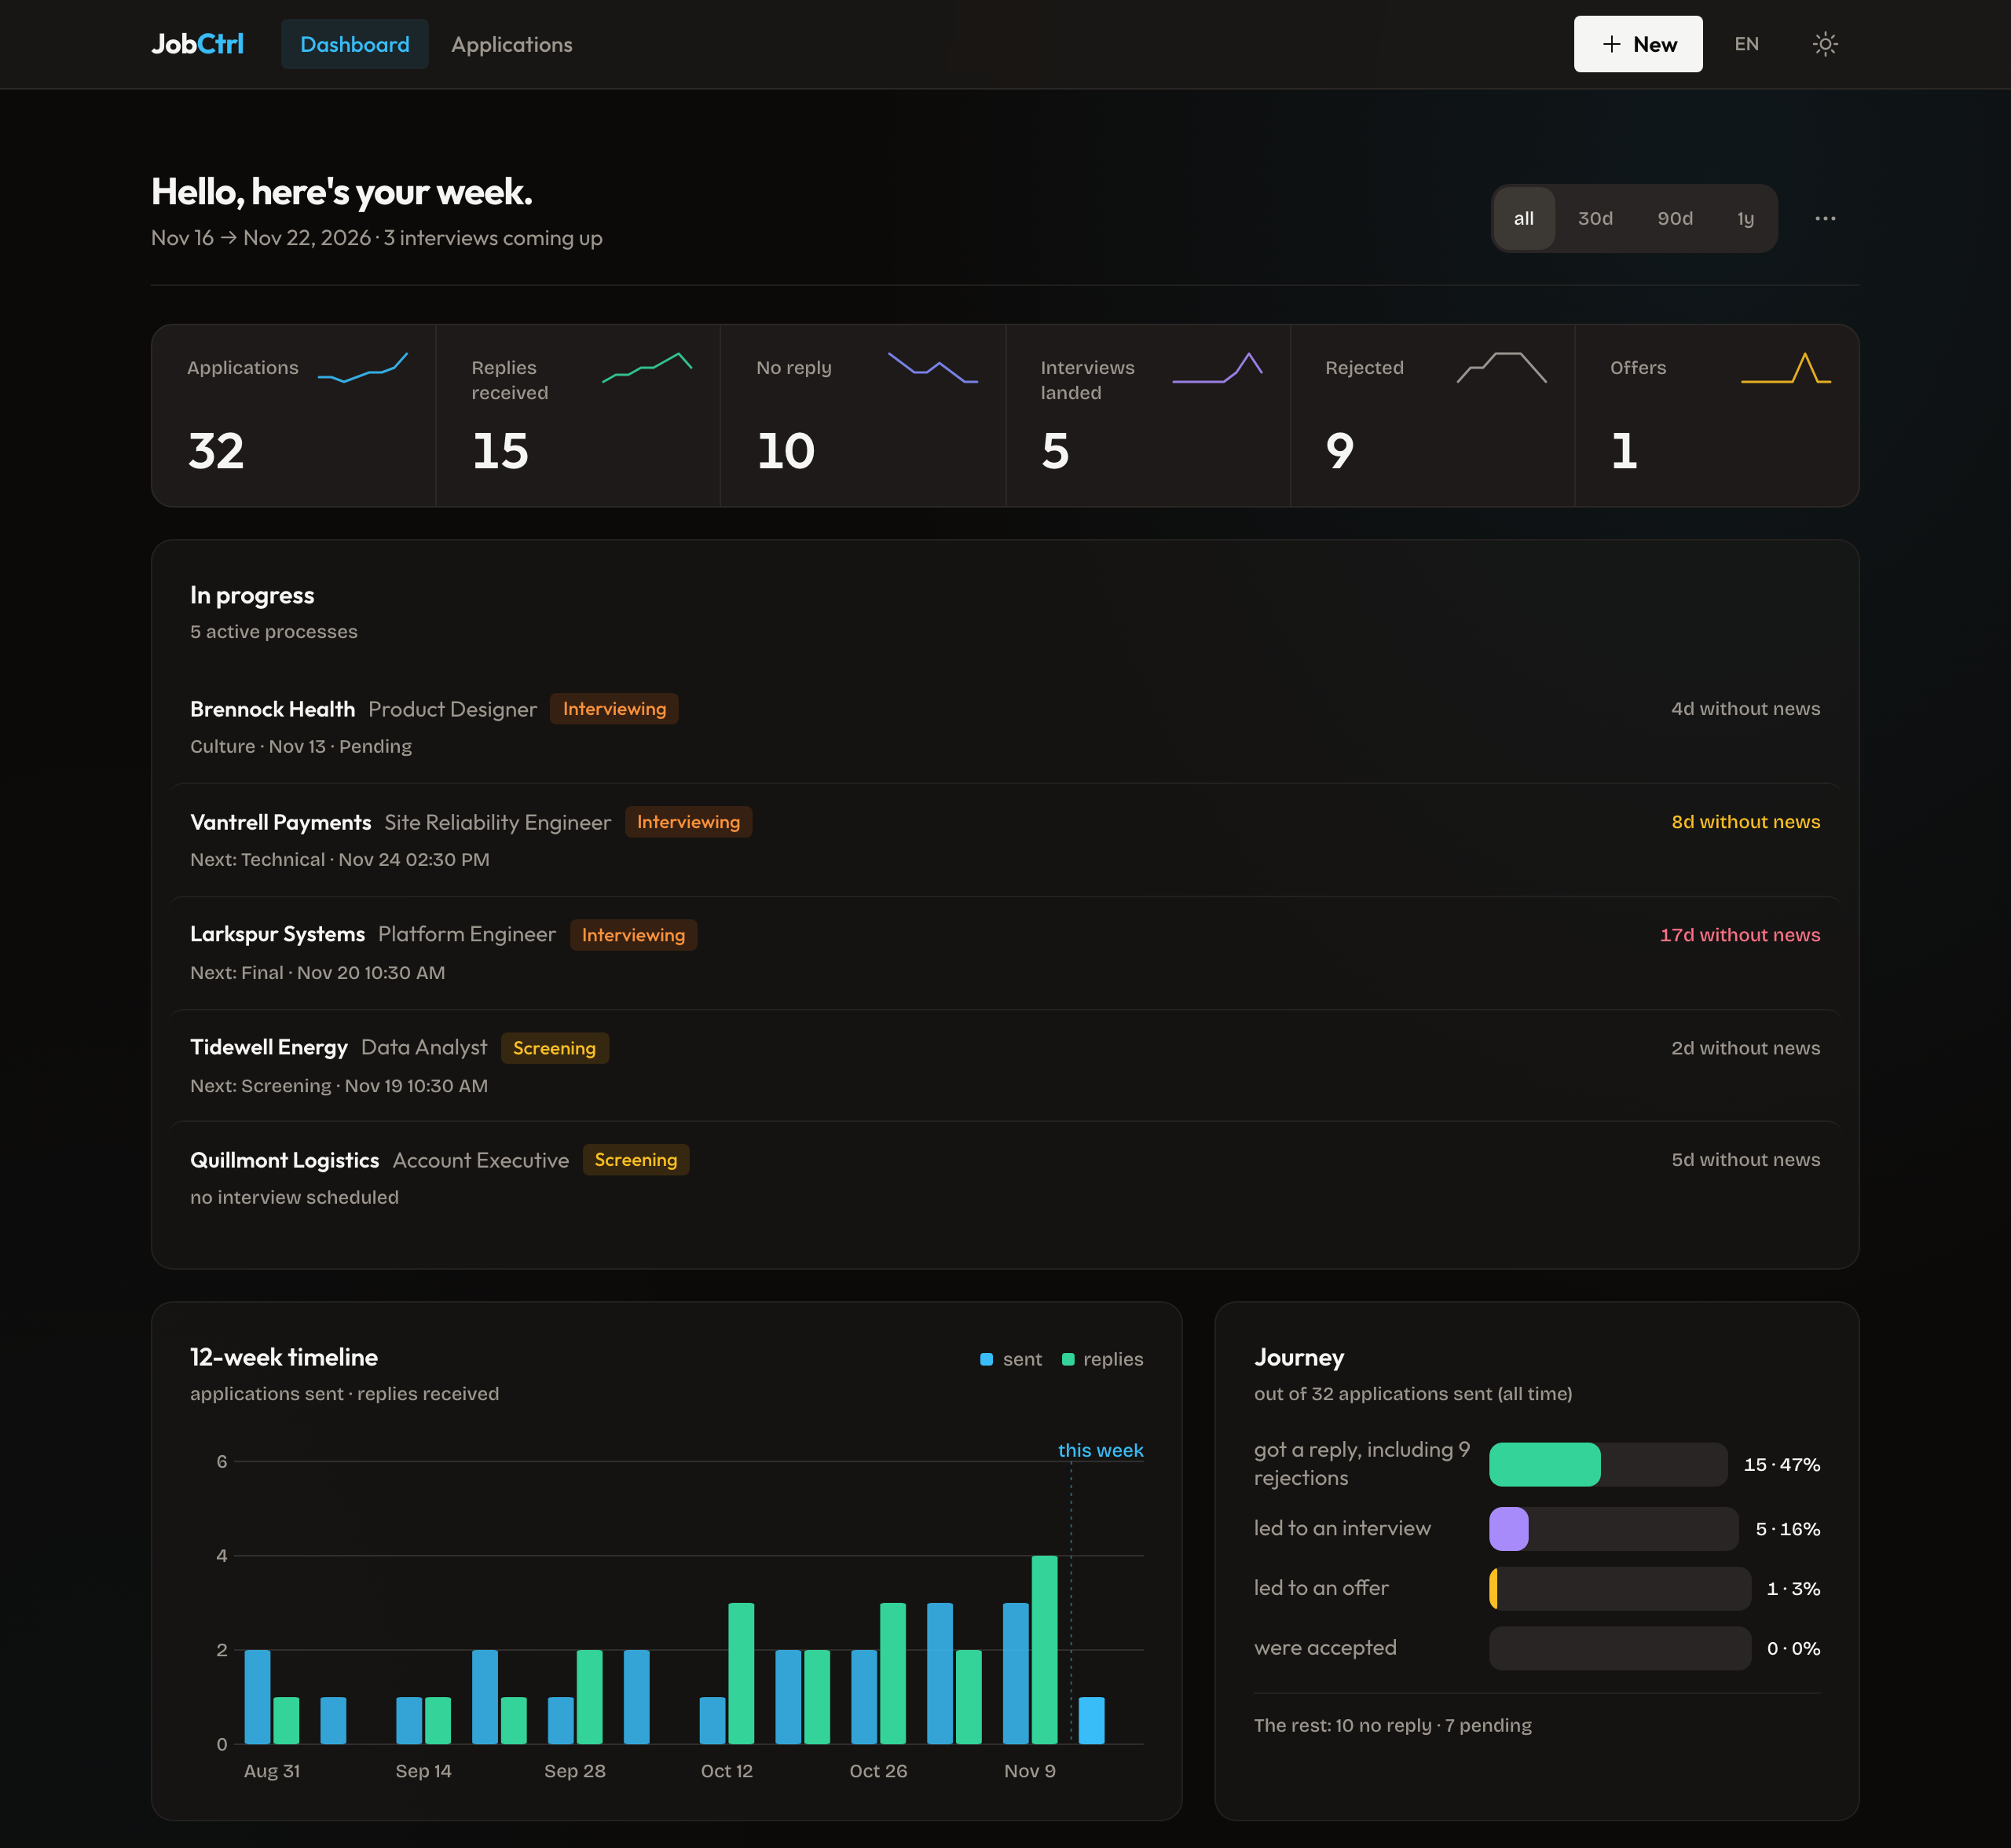 JobCtrl
Dashboard
Applications
New
EN
Hello, here's your week.
Nov 16 → Nov 22, 2026 · 3 interviews coming up
all
30d
90d
1y
Applications
32
Replies
received
15
No reply
10
Interviews
landed
5
Rejected
9
Offers
1
In progress
5 active processes
Brennock Health Product Designer Interviewing
4d without news
Culture · Nov 13 · Pending
Vantrell Payments Site Reliability Engineer Interviewing
8d without news
Next: Technical · Nov 24 02:30 PM
Larkspur Systems Platform Engineer Interviewing
17d without news
Next: Final · Nov 20 10:30 AM
Tidewell Energy Data Analyst Screening
2d without news
Next: Screening · Nov 19 10:30 AM
Quillmont Logistics Account Executive Screening
5d without news
no interview scheduled
12-week timeline
sent
replies
applications sent · replies received
this week
6
4
2
0
Aug 31
Sep 14
Sep 28
Oct 12
Oct 26
Nov 9
Journey
out of 32 applications sent (all time)
got a reply, including 9
rejections
15 · 47%
led to an interview
5 · 16%
led to an offer
1 · 3%
were accepted
0 · 0%
The rest: 10 no reply · 7 pending